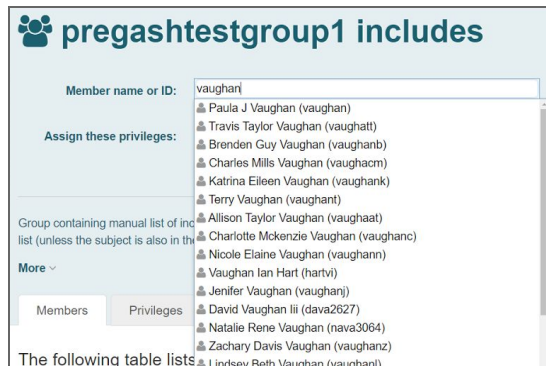 pregashtestgroup1 includes
Member name or ID:
vaughan
Paula J Vaughan (vaughan)
Travis Taylor Vaughan (vaughatt)
Assign these privileges:
Brenden Guy Vaughan (vaughanb)
Charles Mills Vaughan (vaughacm)
Katrina Eileen Vaughan (vaughank)
Terry Vaughan (vaughant)
Allison Taylor Vaughan (vaughaat)
Charlotte Mckenzie Vaughan (vaughanc)
Nicole Elaine Vaughan (vaughann)
Vaughan Ian Hart (hartvi)
Jenifer Vaughan (vaughanj)
David Vaughan Iii (dava2627)
Natalie Rene Vaughan (nava3064)
Zachary Davis Vaughan (vaughanz)
Lindsey Beth Vaughan (vaughanl)
Group containing manual list of
list (unless the subject is also in
More
Members
Privileges
The following table lists